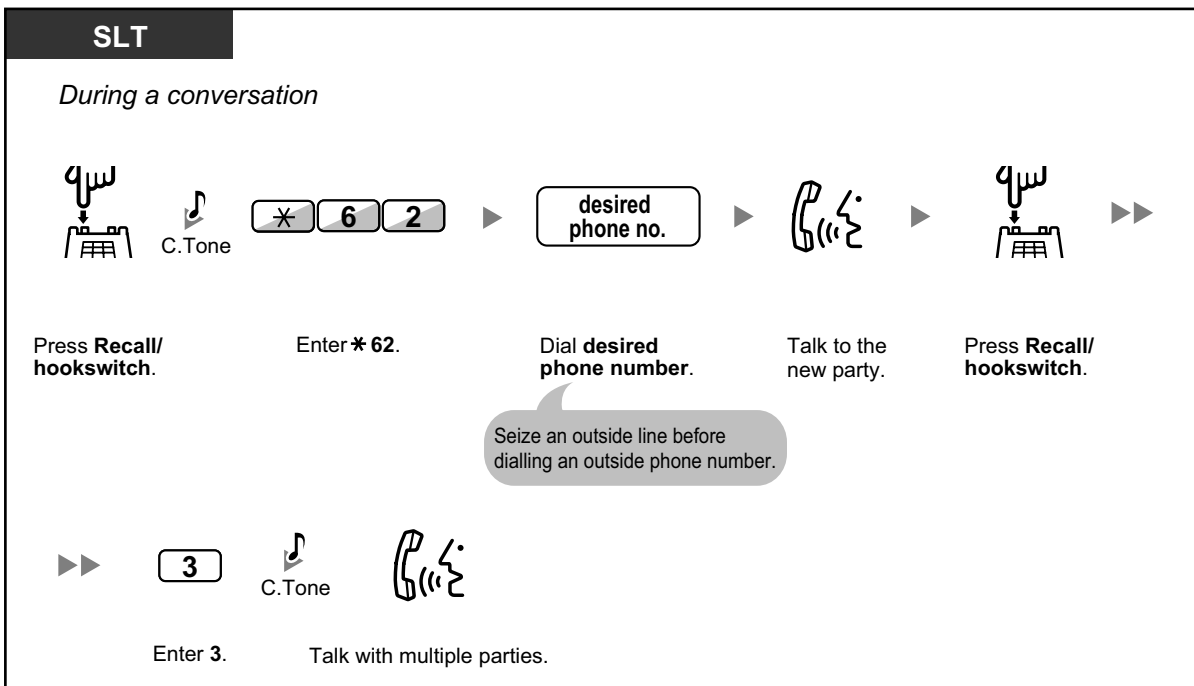 SLT
During a conversation
C.Tone
* 6 2
desired
phone no.
Press Recall/
hookswitch.
Enter * 62.
Dial desired
phone number.
Talk to the
new party.
Press Recall/
hookswitch.
Seize an outside line before
dialling an outside phone number.
3
C.Tone
Enter 3.
Talk with multiple parties.